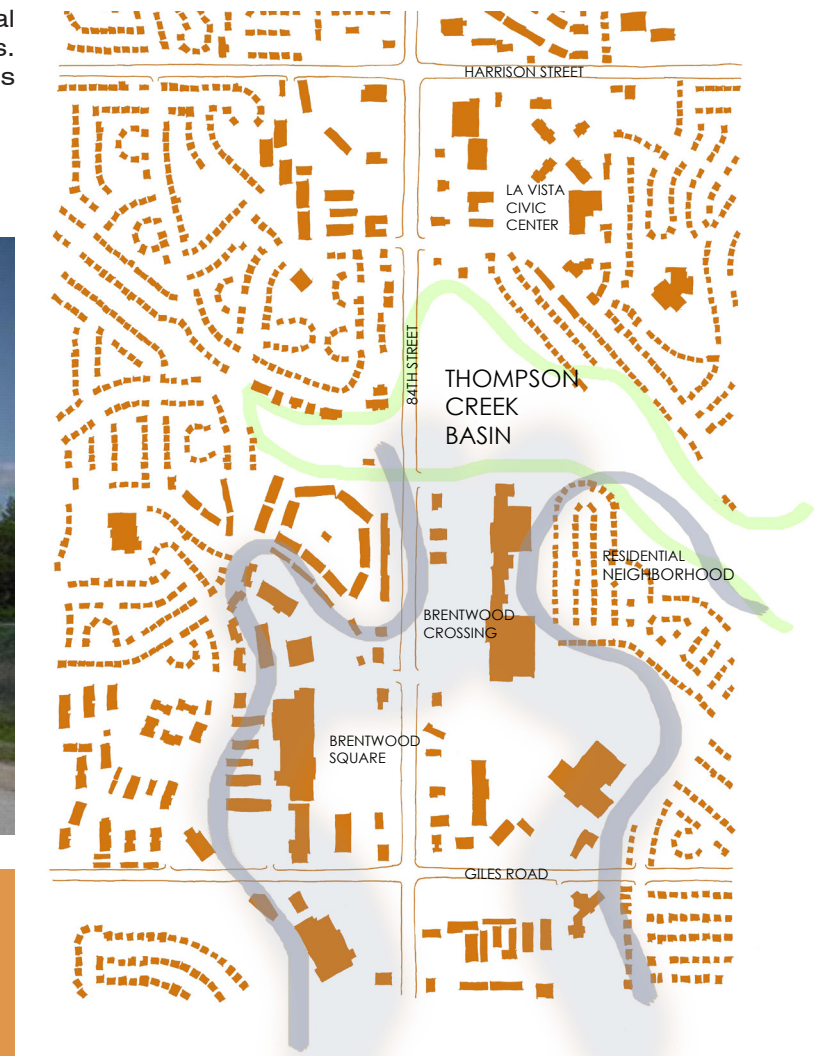 al
s.
s
HARRISON STREET
LA VISTA
CIVIC
CENTER
84TH STREET
THOMPSON
CREEK
BASIN
RESIDENTIAL
NEIGHBORHOOD
BRENTWOOD
CROSSING
BRENTWOOD
SQUARE
GILES ROAD